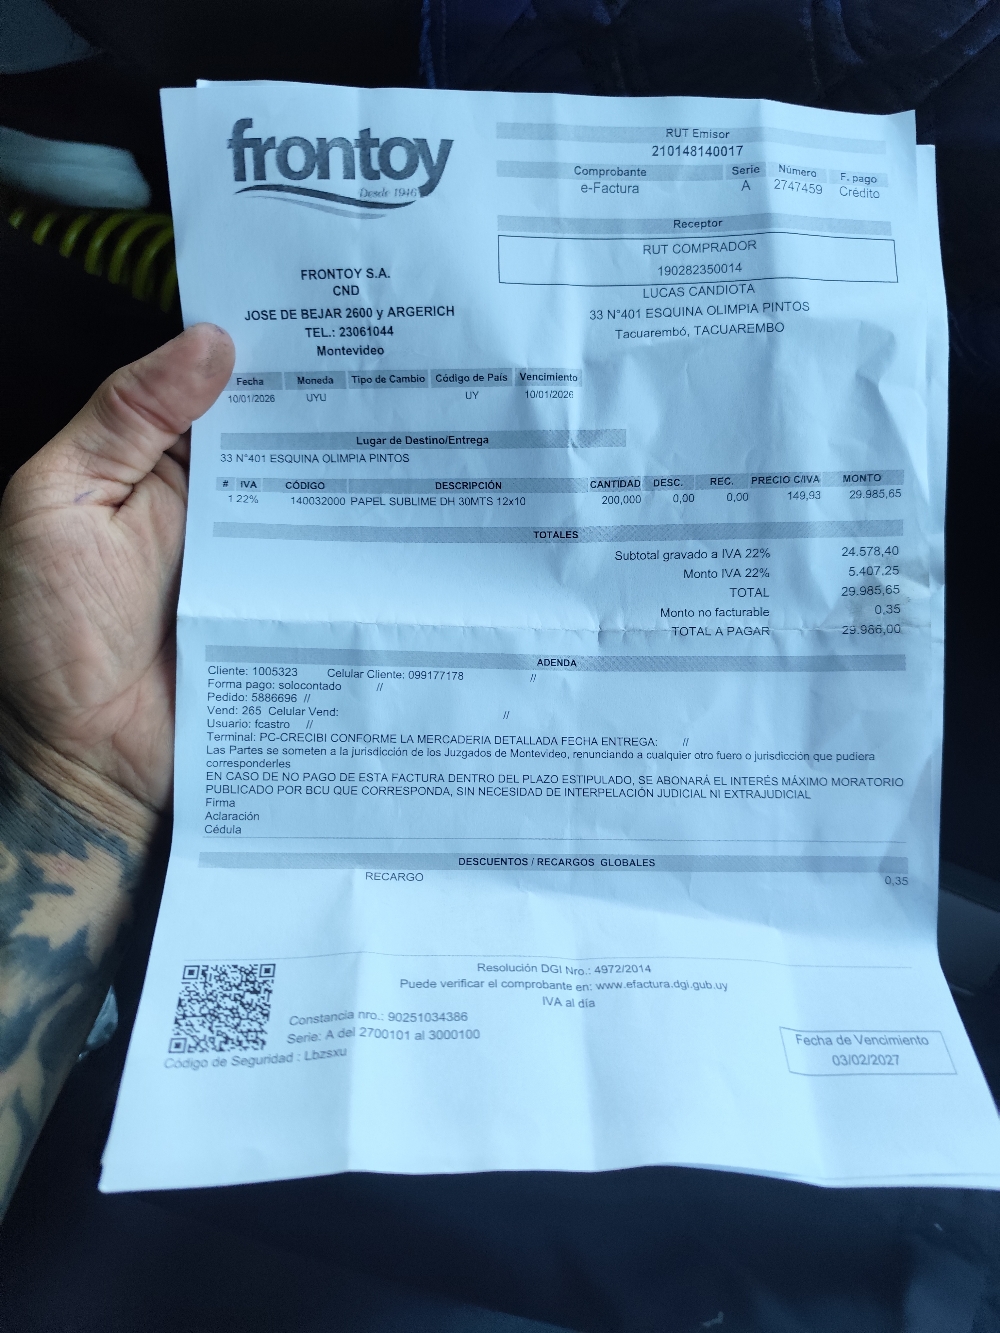 frontoy
Desde 1946
RUT Emisor
210148140017
Comprobante Serie Número F. pago
e-Factura A 2747459 Crédito
Receptor
RUT COMPRADOR
190282350014
LUCAS CANDIOTA
33 N°401 ESQUINA OLIMPIA PINTOS
Tacuarembó, TACUAREMBO
FRONTOY S.A.
CND
JOSE DE BEJAR 2600 y ARGERICH
TEL.: 23061044
Montevideo
Fecha Moneda Tipo de Cambio Código de País Vencimiento
10/01/2026 UYU UY 10/01/2026
Lugar de Destino/Entrega
33 N°401 ESQUINA OLIMPIA PINTOS
# IVA CÓDIGO DESCRIPCIÓN CANTIDAD DESC. REC. PRECIO C/IVA MONTO
1 22% 140032000 PAPEL SUBLIME DH 30MTS 12x10 200,000 0,00 0,00 149,93 29.985,65
TOTALES
Subtotal gravado a IVA 22% 24.578,40
Monto IVA 22% 5.407,25
TOTAL 29.985,65
Monto no facturable 0,35
TOTAL A PAGAR 29.986,00
ADENDA
Cliente: 1005323 Celular Cliente: 099177178 //
Forma pago: solocontado //
Pedido: 5886696 //
Vend: 265 Celular Vend: //
Usuario: fcastro //
Terminal: PC-CRECIBI CONFORME LA MERCADERIA DETALLADA FECHA ENTREGA: //
Las Partes se someten a la jurisdicción de los Juzgados de Montevideo, renunciando a cualquier otro fuero o jurisdicción que pudiera
corresponderles
EN CASO DE NO PAGO DE ESTA FACTURA DENTRO DEL PLAZO ESTIPULADO, SE ABONARÁ EL INTERÉS MÁXIMO MORATORIO
PUBLICADO POR BCU QUE CORRESPONDA, SIN NECESIDAD DE INTERPELACIÓN JUDICIAL NI EXTRAJUDICIAL
Firma
Aclaración
Cédula
DESCUENTOS / RECARGOS GLOBALES
RECARGO 0,35
Resolución DGI Nro.: 4972/2014
Puede verificar el comprobante en: www.efactura.dgi.gub.uy
IVA al día
Constancia nro.: 90251034386
Serie: A del 2700101 al 3000100
Código de Seguridad : Lbzsxu
Fecha de Vencimiento
03/02/2027